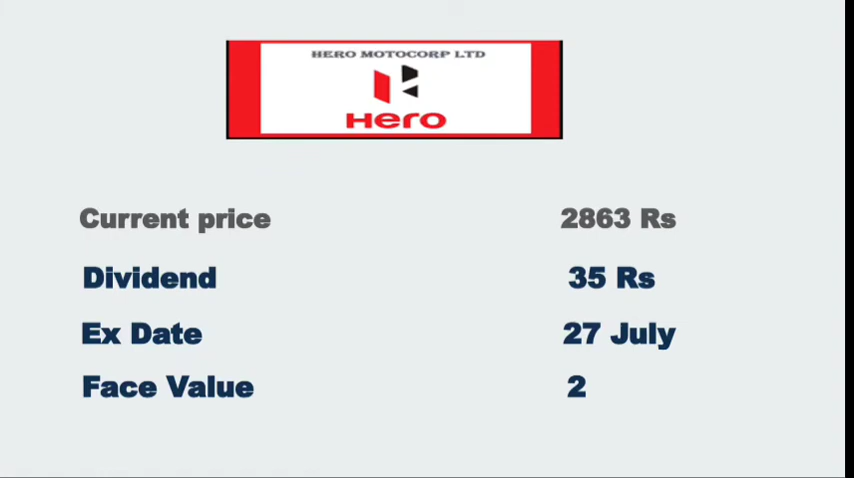 HERO MOTOCORP LTD
Hero
Current price 2863 Rs
Dividend 35 Rs
Ex Date 27 July
Face Value 2